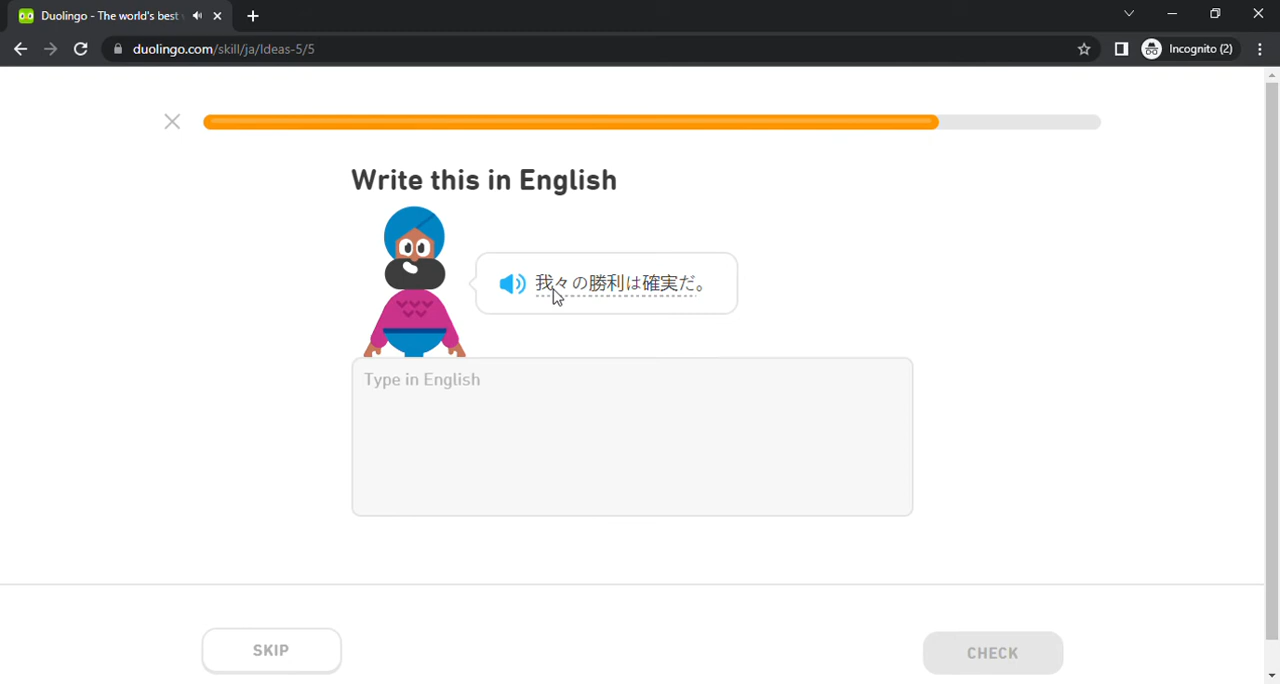 Duolingo - The world's best
duolingo.com/skill/ja/Ideas-5/5
Incognito (2)
Write this in English
我々の勝利は確実だ。
Type in English
SKIP
CHECK